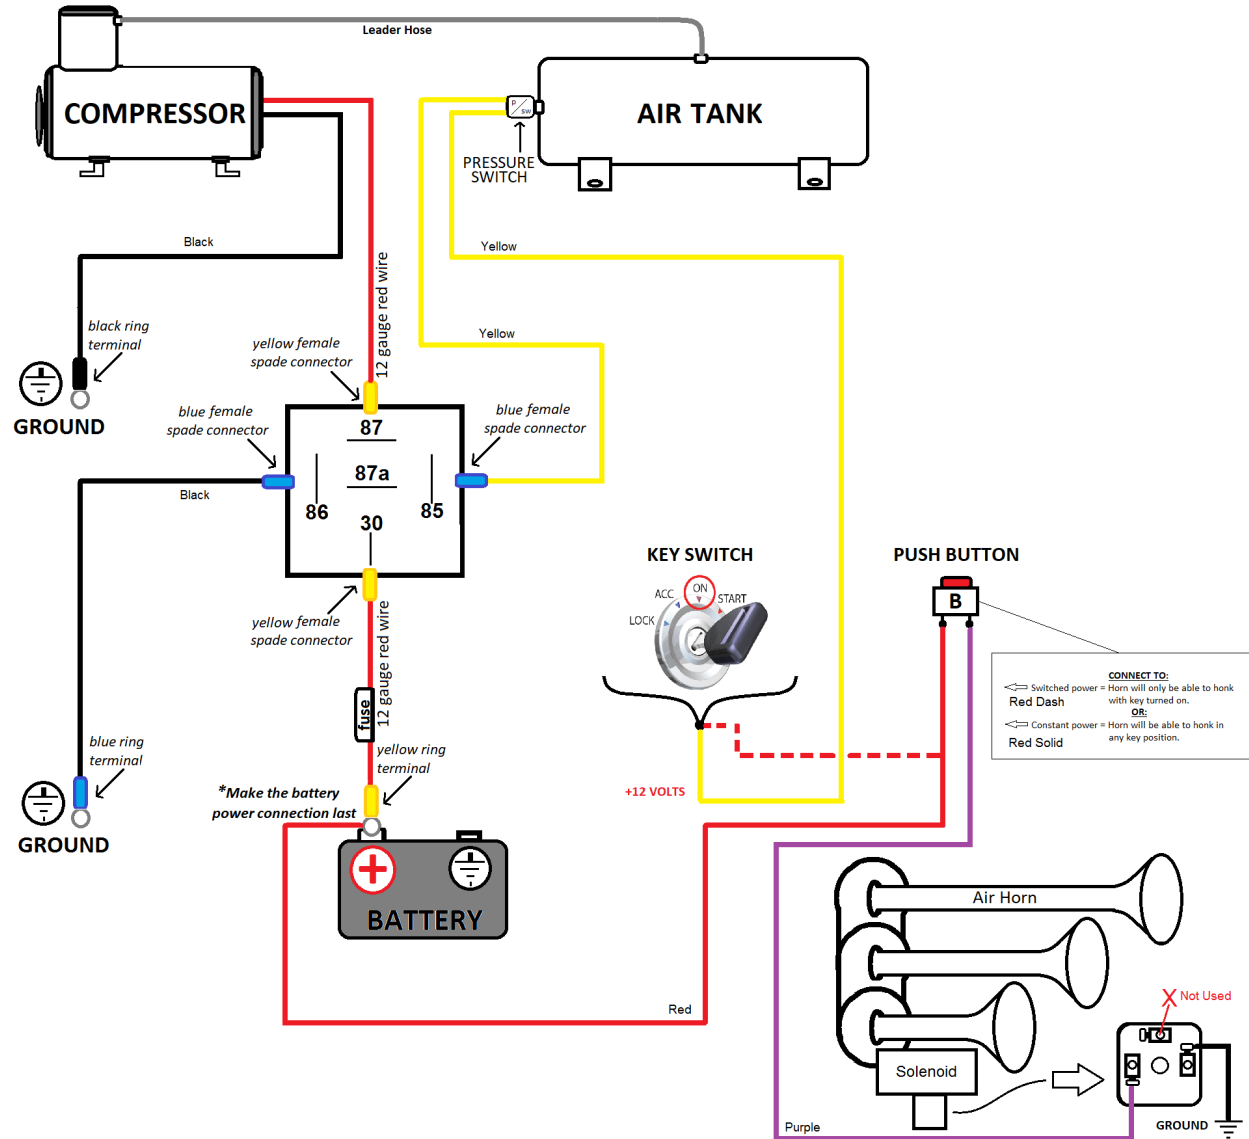 Leader Hose
COMPRESSOR
AIR TANK
P
SW
PRESSURE
SWITCH
Black
Yellow
Yellow
12 gauge red wire
black ring
terminal
GROUND
yellow female
spade connector
blue female
spade connector
blue female
spade connector
87
87a
86
85
30
Black
yellow female
spade connector
12 gauge red wire
fuse
KEY SWITCH
LOCK
ACC
ON
START
+12 VOLTS
PUSH BUTTON
B
CONNECT TO:
Switched power = Horn will only be able to honk
with key turned on.
Red Dash
OR:
Constant power = Horn will be able to honk in
any key position.
Red Solid
blue ring
terminal
GROUND
yellow ring
terminal
*Make the battery
power connection last
+
BATTERY
Red
Air Horn
Solenoid
X Not Used
GROUND
Purple